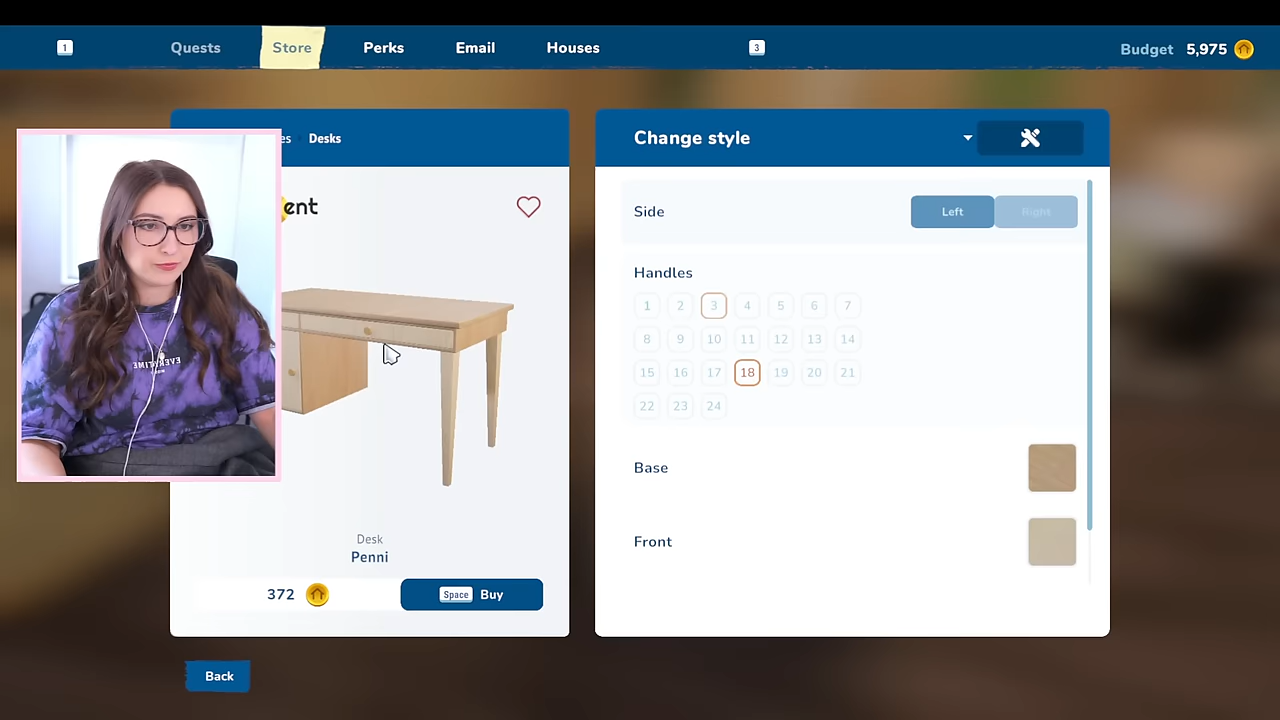 1 Quests Store Perks Email Houses 3 Budget 5,975
es Desks
ent
Desk
Penni
372 Space Buy
Back
Change style
Side Left Right
Handles
1 2 3 4 5 6 7
8 9 10 11 12 13 14
15 16 17 18 19 20 21
22 23 24
Base
Front